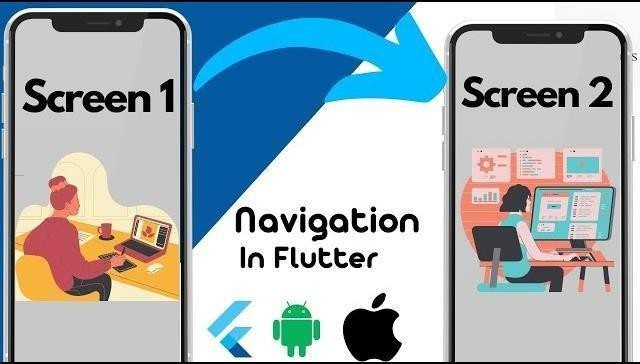 Screen 1
Screen 2
Navigation
In Flutter